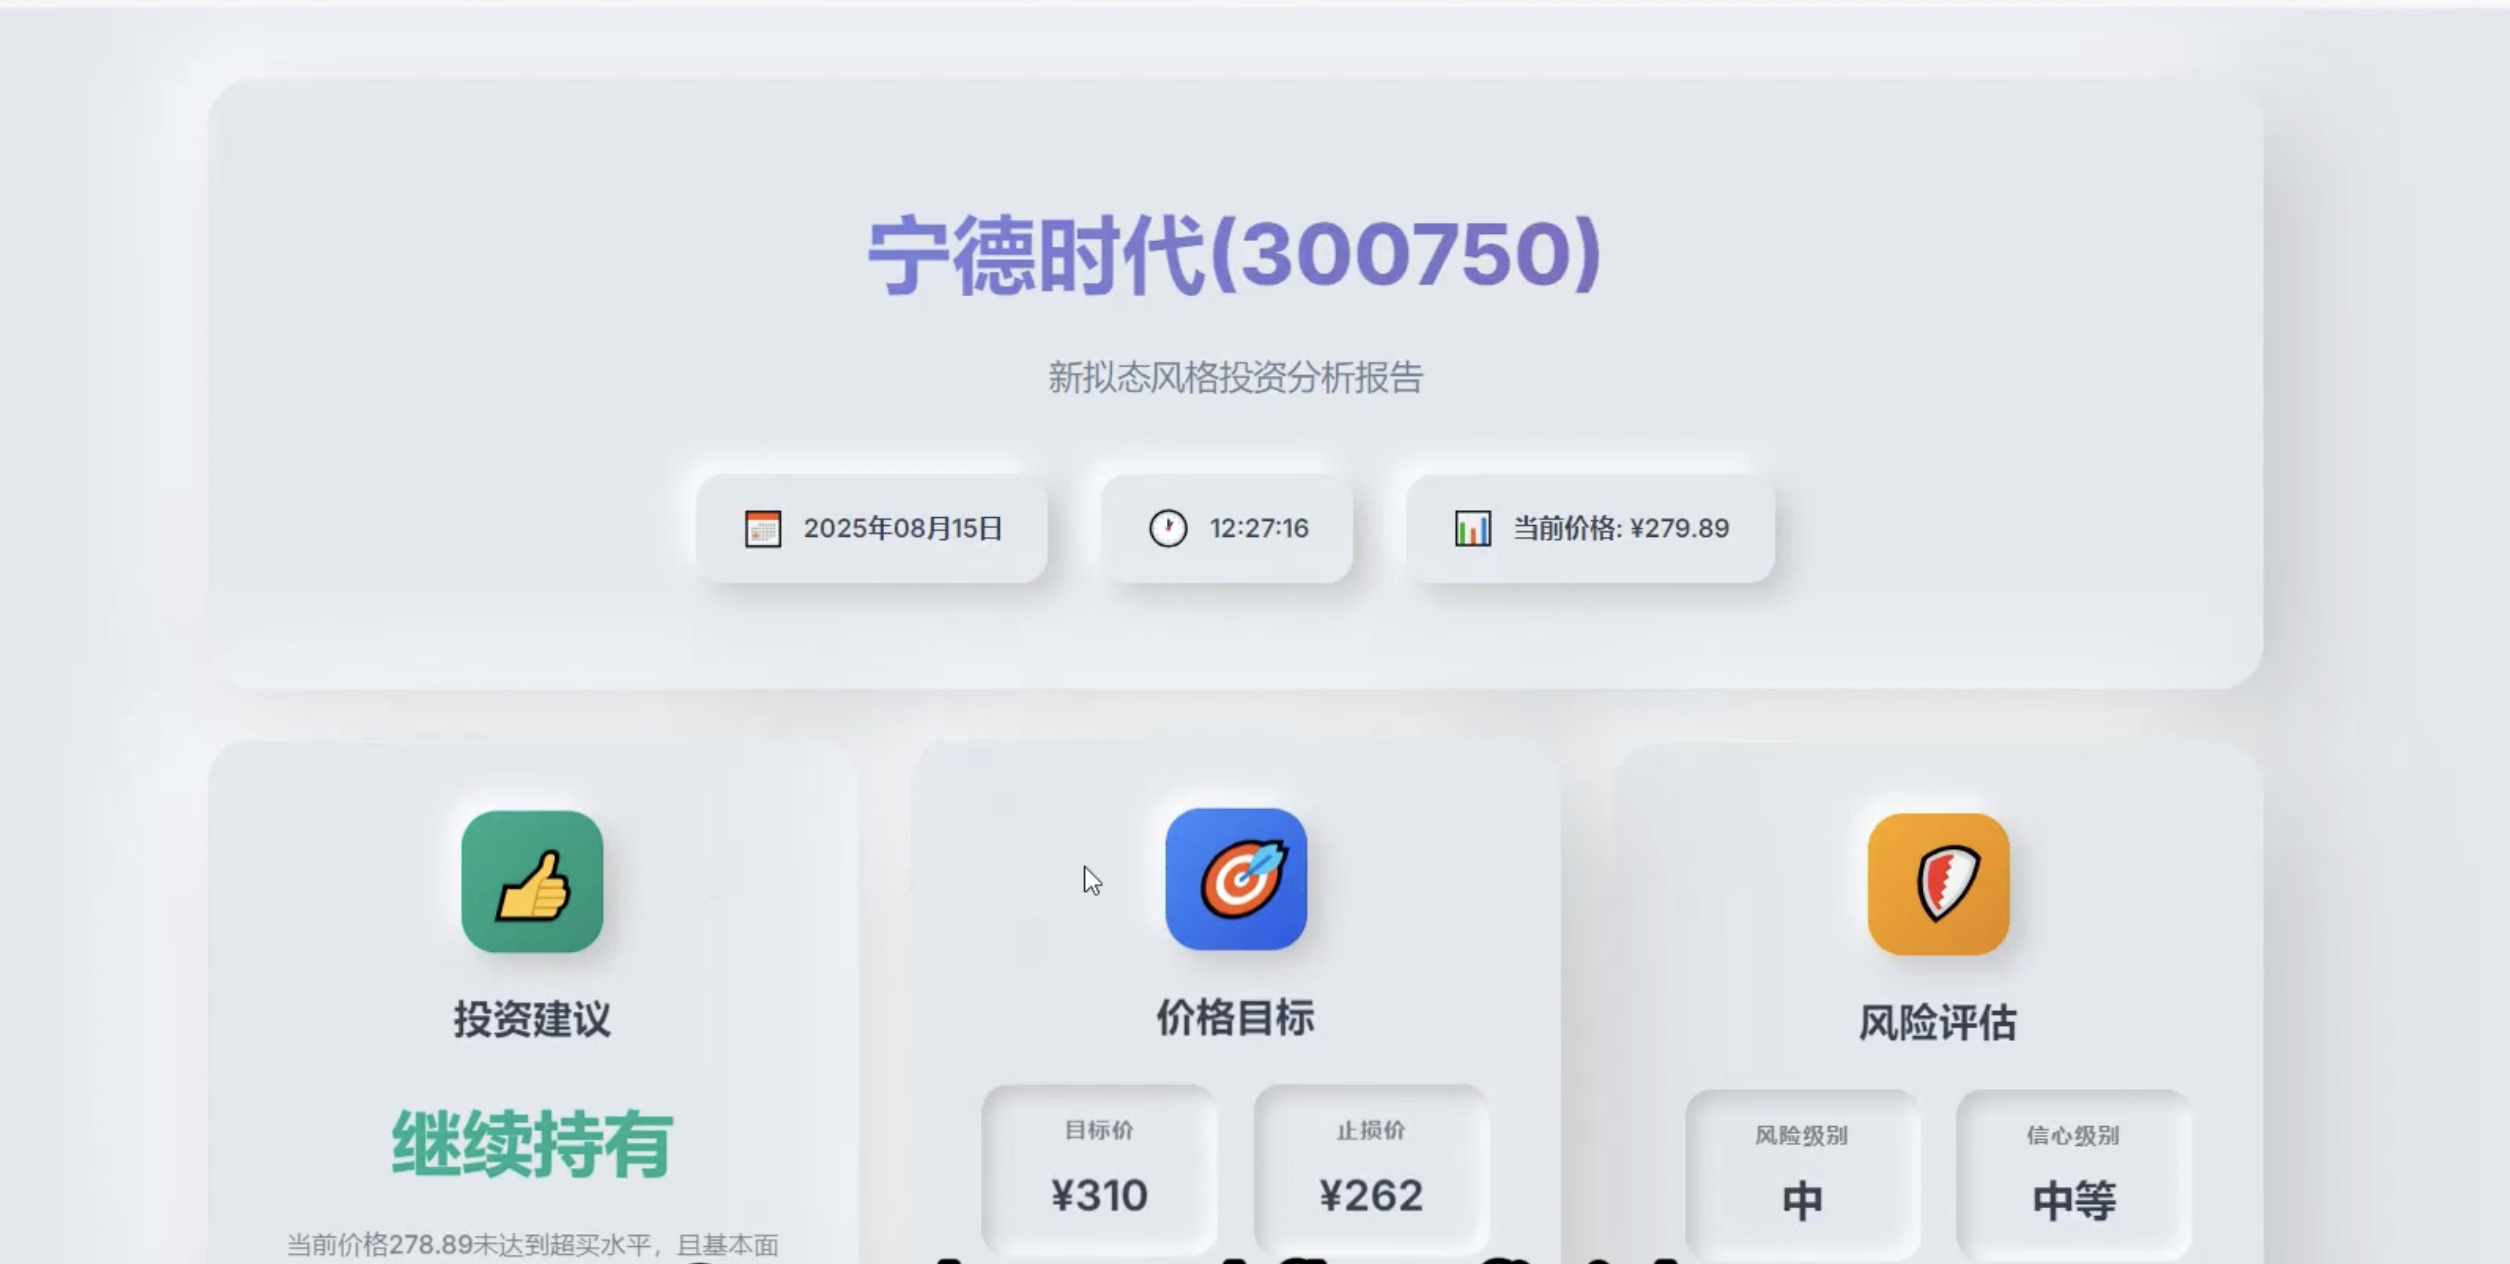 宁德时代(300750)
新拟态风格投资分析报告
2025年08月15日
12:27:16
当前价格: ¥279.89
投资建议
继续持有
当前价格278.89未达到超买水平，且基本面
价格目标
目标价
¥310
止损价
¥262
风险评估
风险级别
中
信心级别
中等